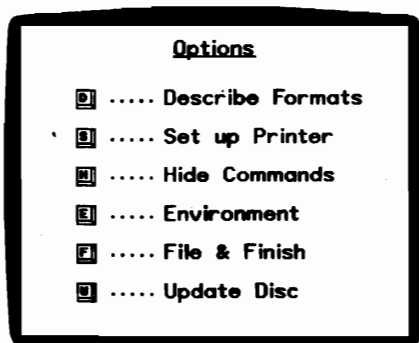 Options
D ..... Describe Formats
S ..... Set up Printer
H ..... Hide Commands
E ..... Environment
F ..... File & Finish
U ..... Update Disc